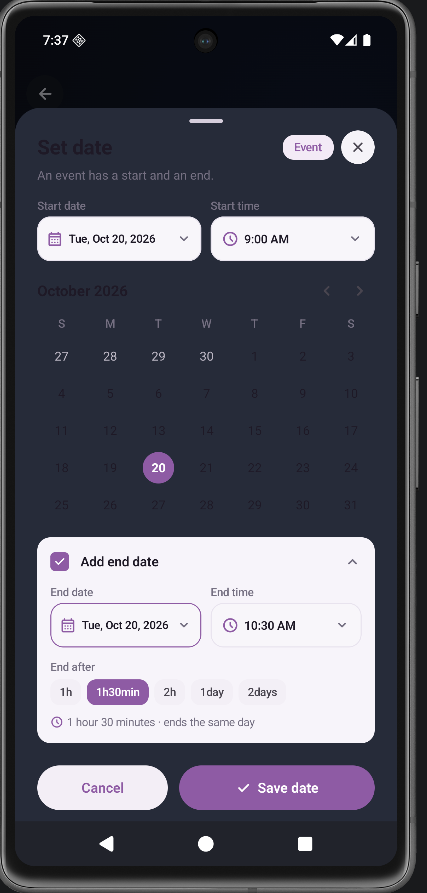 7:37
Set date
Event
An event has a start and an end.
Start date
Start time
Tue, Oct 20, 2026
9:00 AM
October 2026
S M T W T F S
27 28 29 30 1 2 3
4 5 6 7 8 9 10
11 12 13 14 15 16 17
18 19 20 21 22 23 24
25 26 27 28 29 30 31
Add end date
End date
End time
Tue, Oct 20, 2026
10:30 AM
End after
1h 1h30min 2h 1day 2days
1 hour 30 minutes · ends the same day
Cancel
Save date